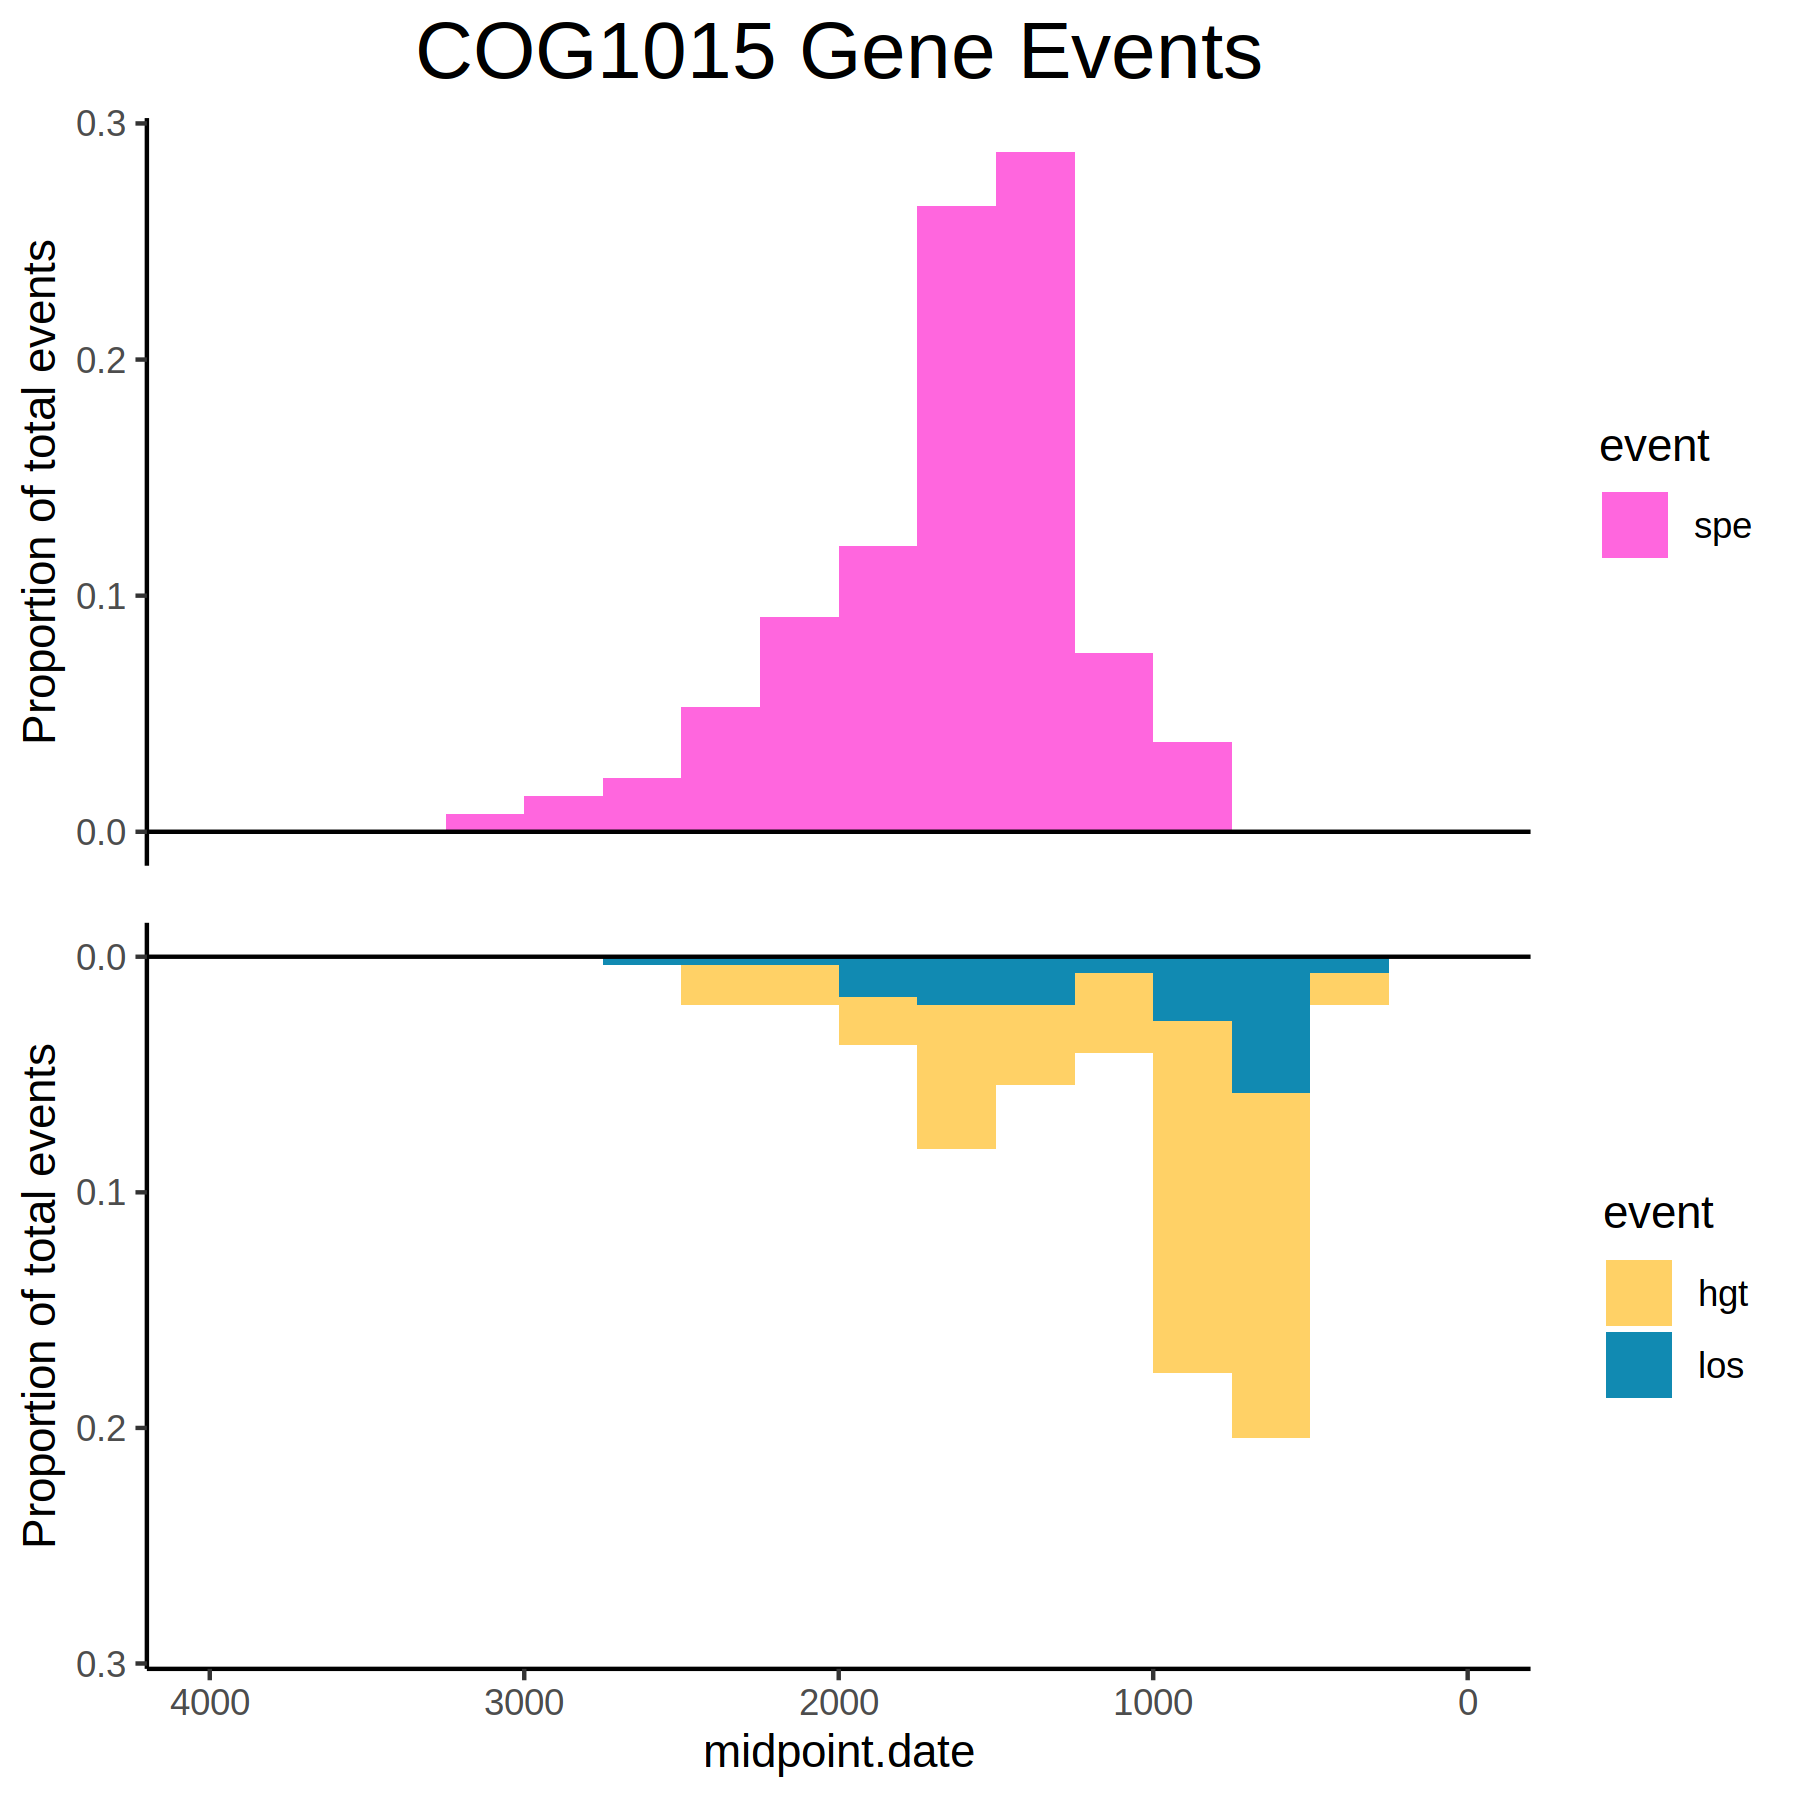 COG1015 Gene Events
Proportion of total events
0.3
0.2
0.1
0.0
event
spe
Proportion of total events
0.0
0.1
0.2
0.3
event
hgt
los
4000 3000 2000 1000 0
midpoint.date